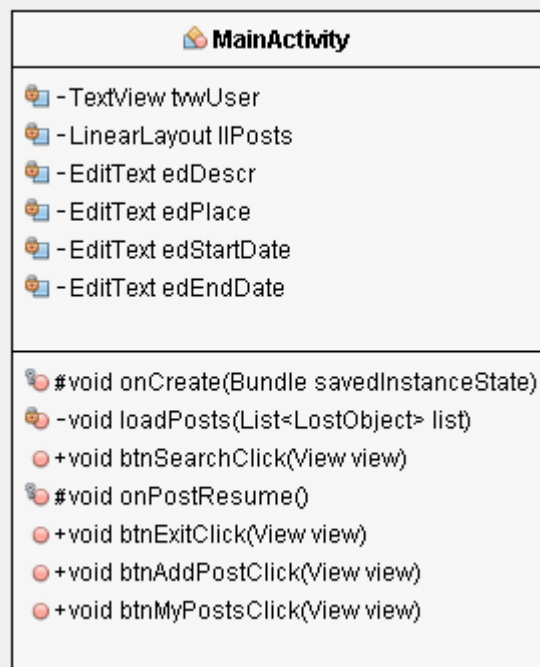 MainActivity
-TextView tvwUser
-LinearLayout llPosts
-EditText edDescr
-EditText edPlace
-EditText edStartDate
-EditText edEndDate
#void onCreate(Bundle savedInstanceState)
-void loadPosts(List<LostObject> list)
+void btnSearchClick(View view)
#void onPostResume()
+void btnExitClick(View view)
+void btnAddPostClick(View view)
+void btnMyPostsClick(View view)